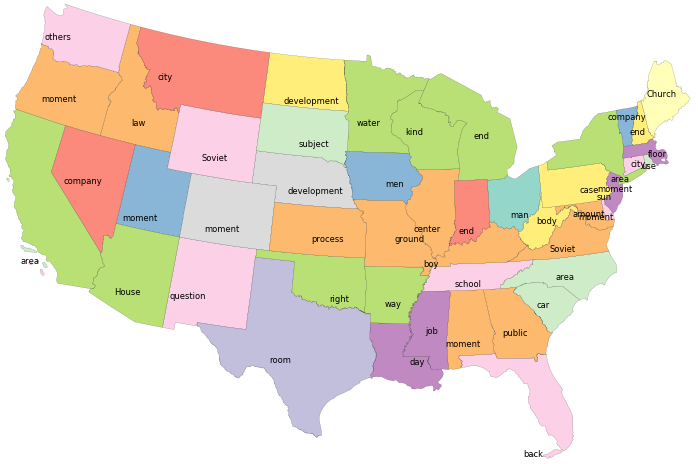 others
city
moment
law
development
water
kind
end
Church
company
end
floor
city
use
subject
Soviet
company
moment
moment
development
men
area
moment
case
sun
man
body
amount
moment
center
end
process
ground
Soviet
boy
area
House
question
right
way
school
area
car
job
public
moment
room
day
back